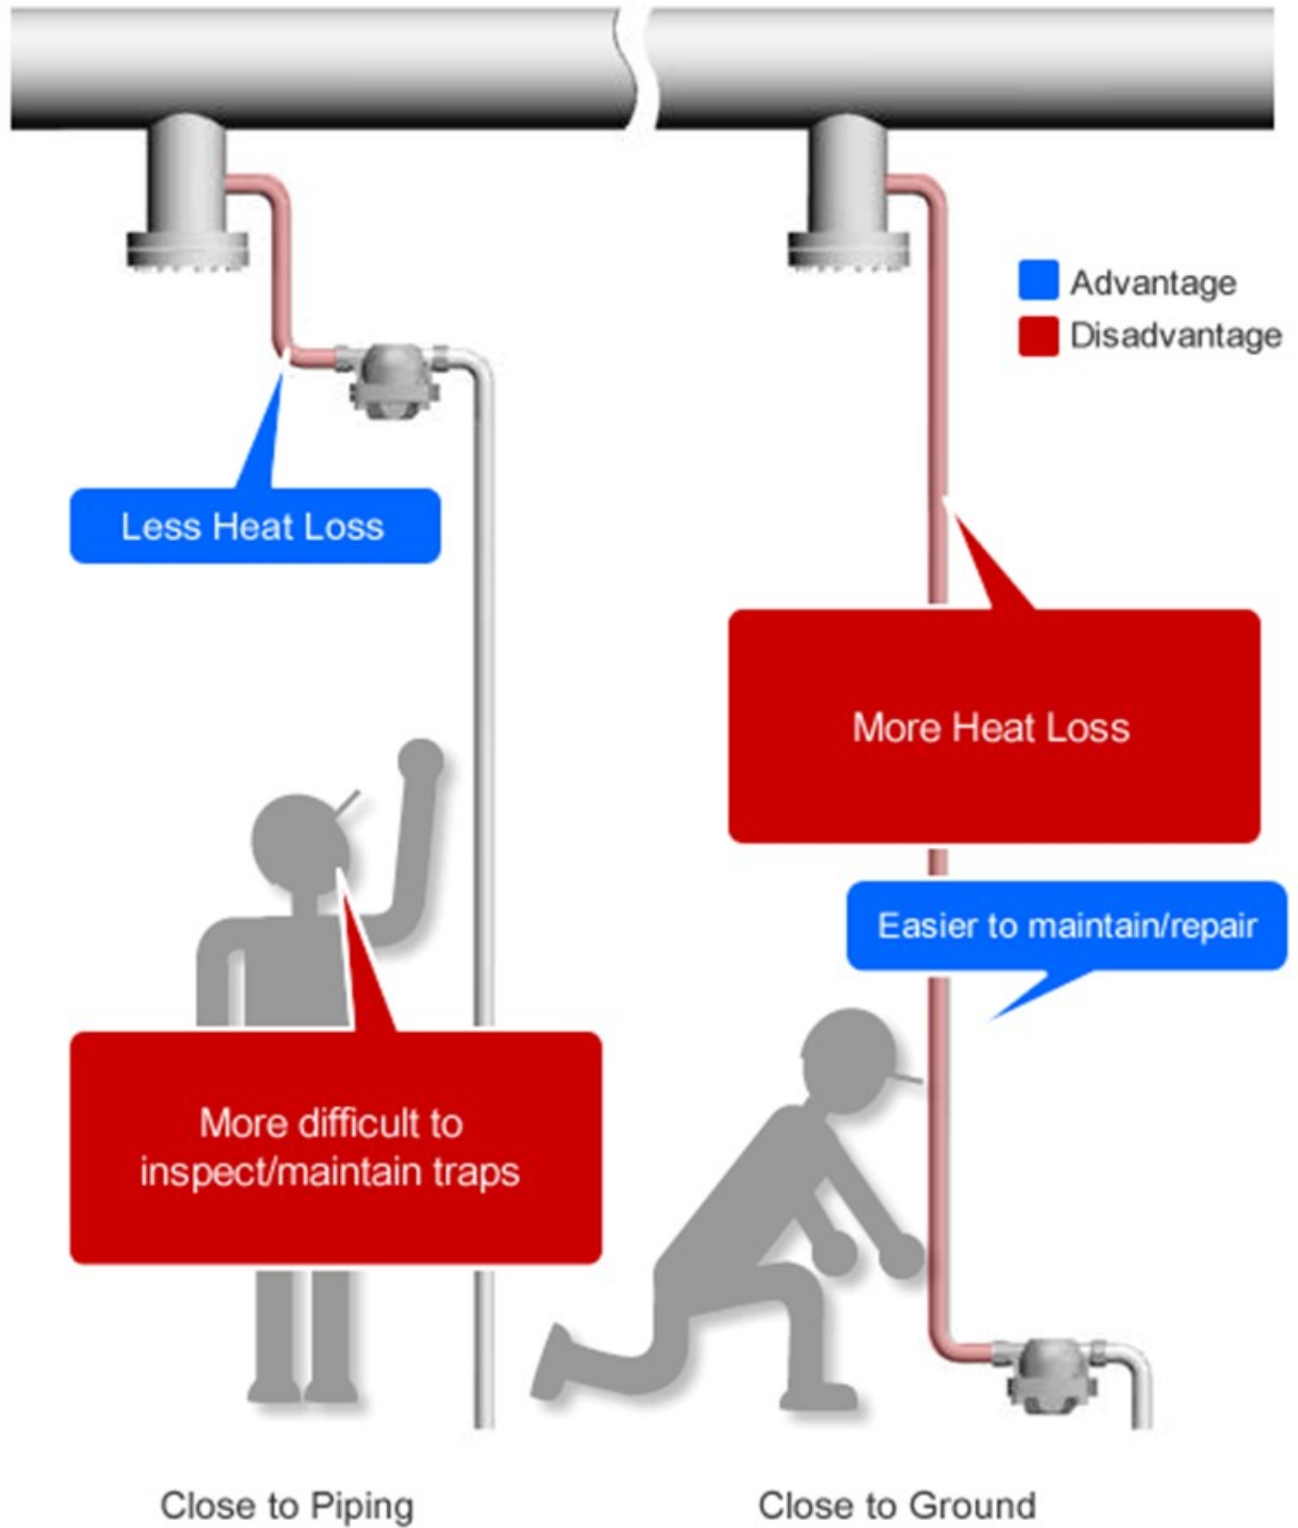 Advantage
Disadvantage
Less Heat Loss
More Heat Loss
Easier to maintain/repair
More difficult to
inspect/maintain traps
Close to Piping
Close to Ground